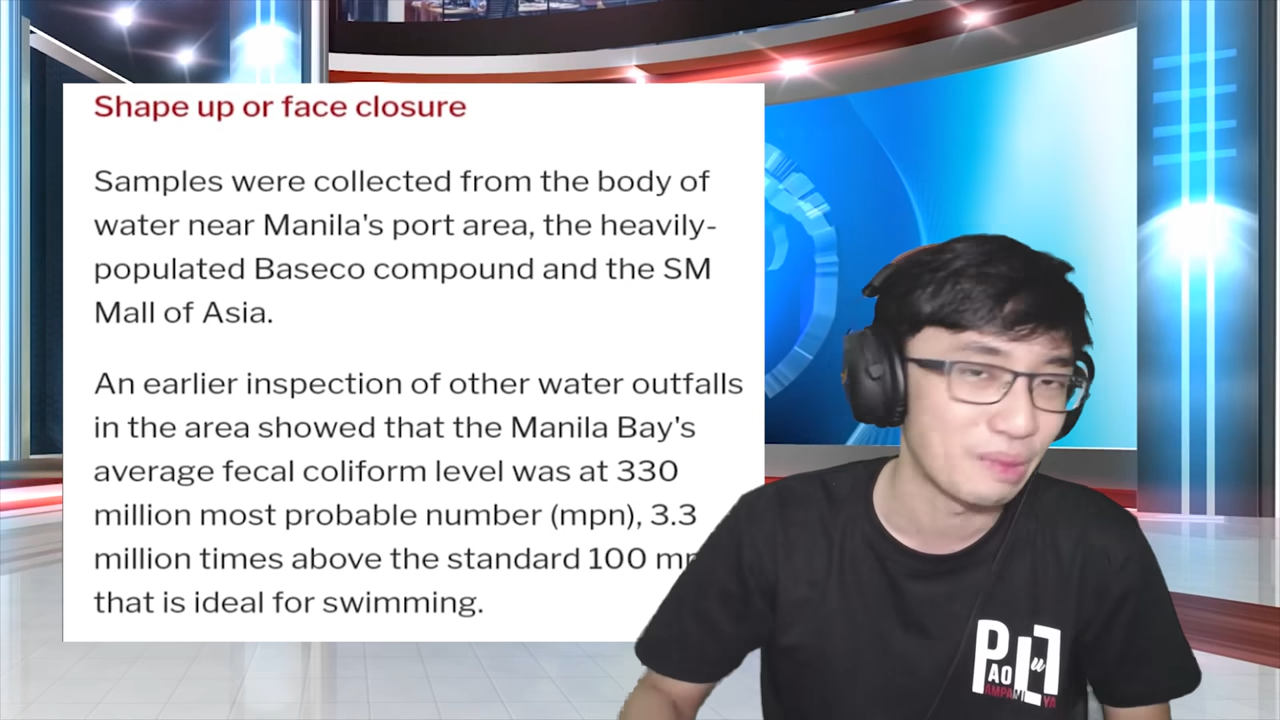 Shape up or face closure
Samples were collected from the body of
water near Manila's port area, the heavily-
populated Baseco compound and the SM
Mall of Asia.
An earlier inspection of other water outfalls
in the area showed that the Manila Bay's
average fecal coliform level was at 330
million most probable number (mpn), 3.3
million times above the standard 100
that is ideal for swimming.